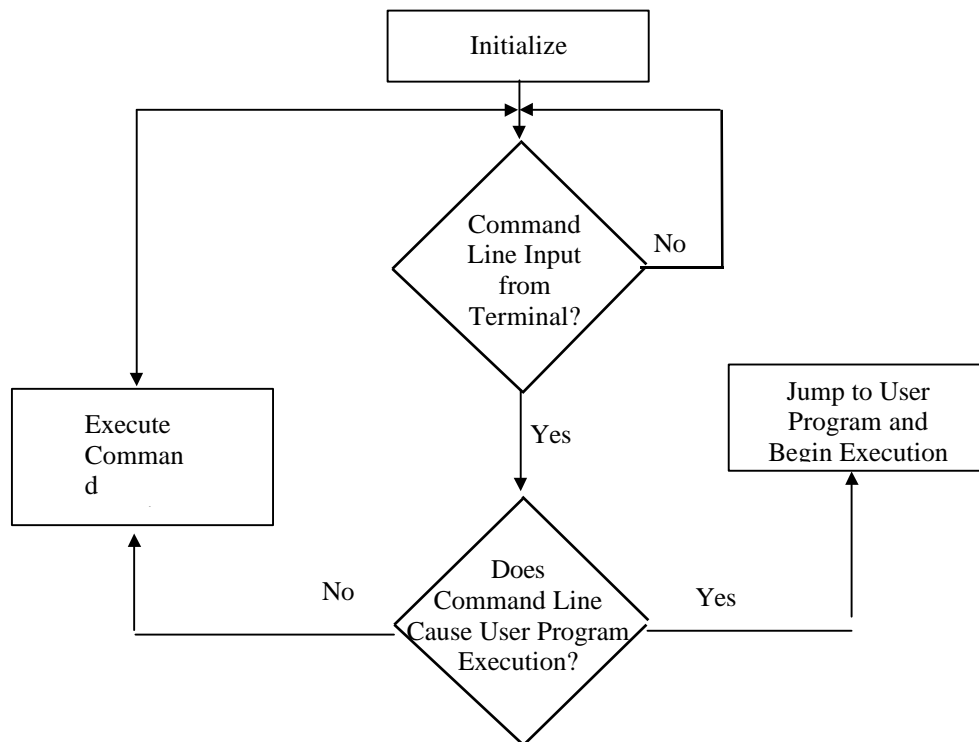 Initialize
Command
Line Input
from
Terminal?
No
Yes
Execute
Comman
d
Jump to User
Program and
Begin Execution
Does
Command Line
Cause User Program
Execution?
No
Yes